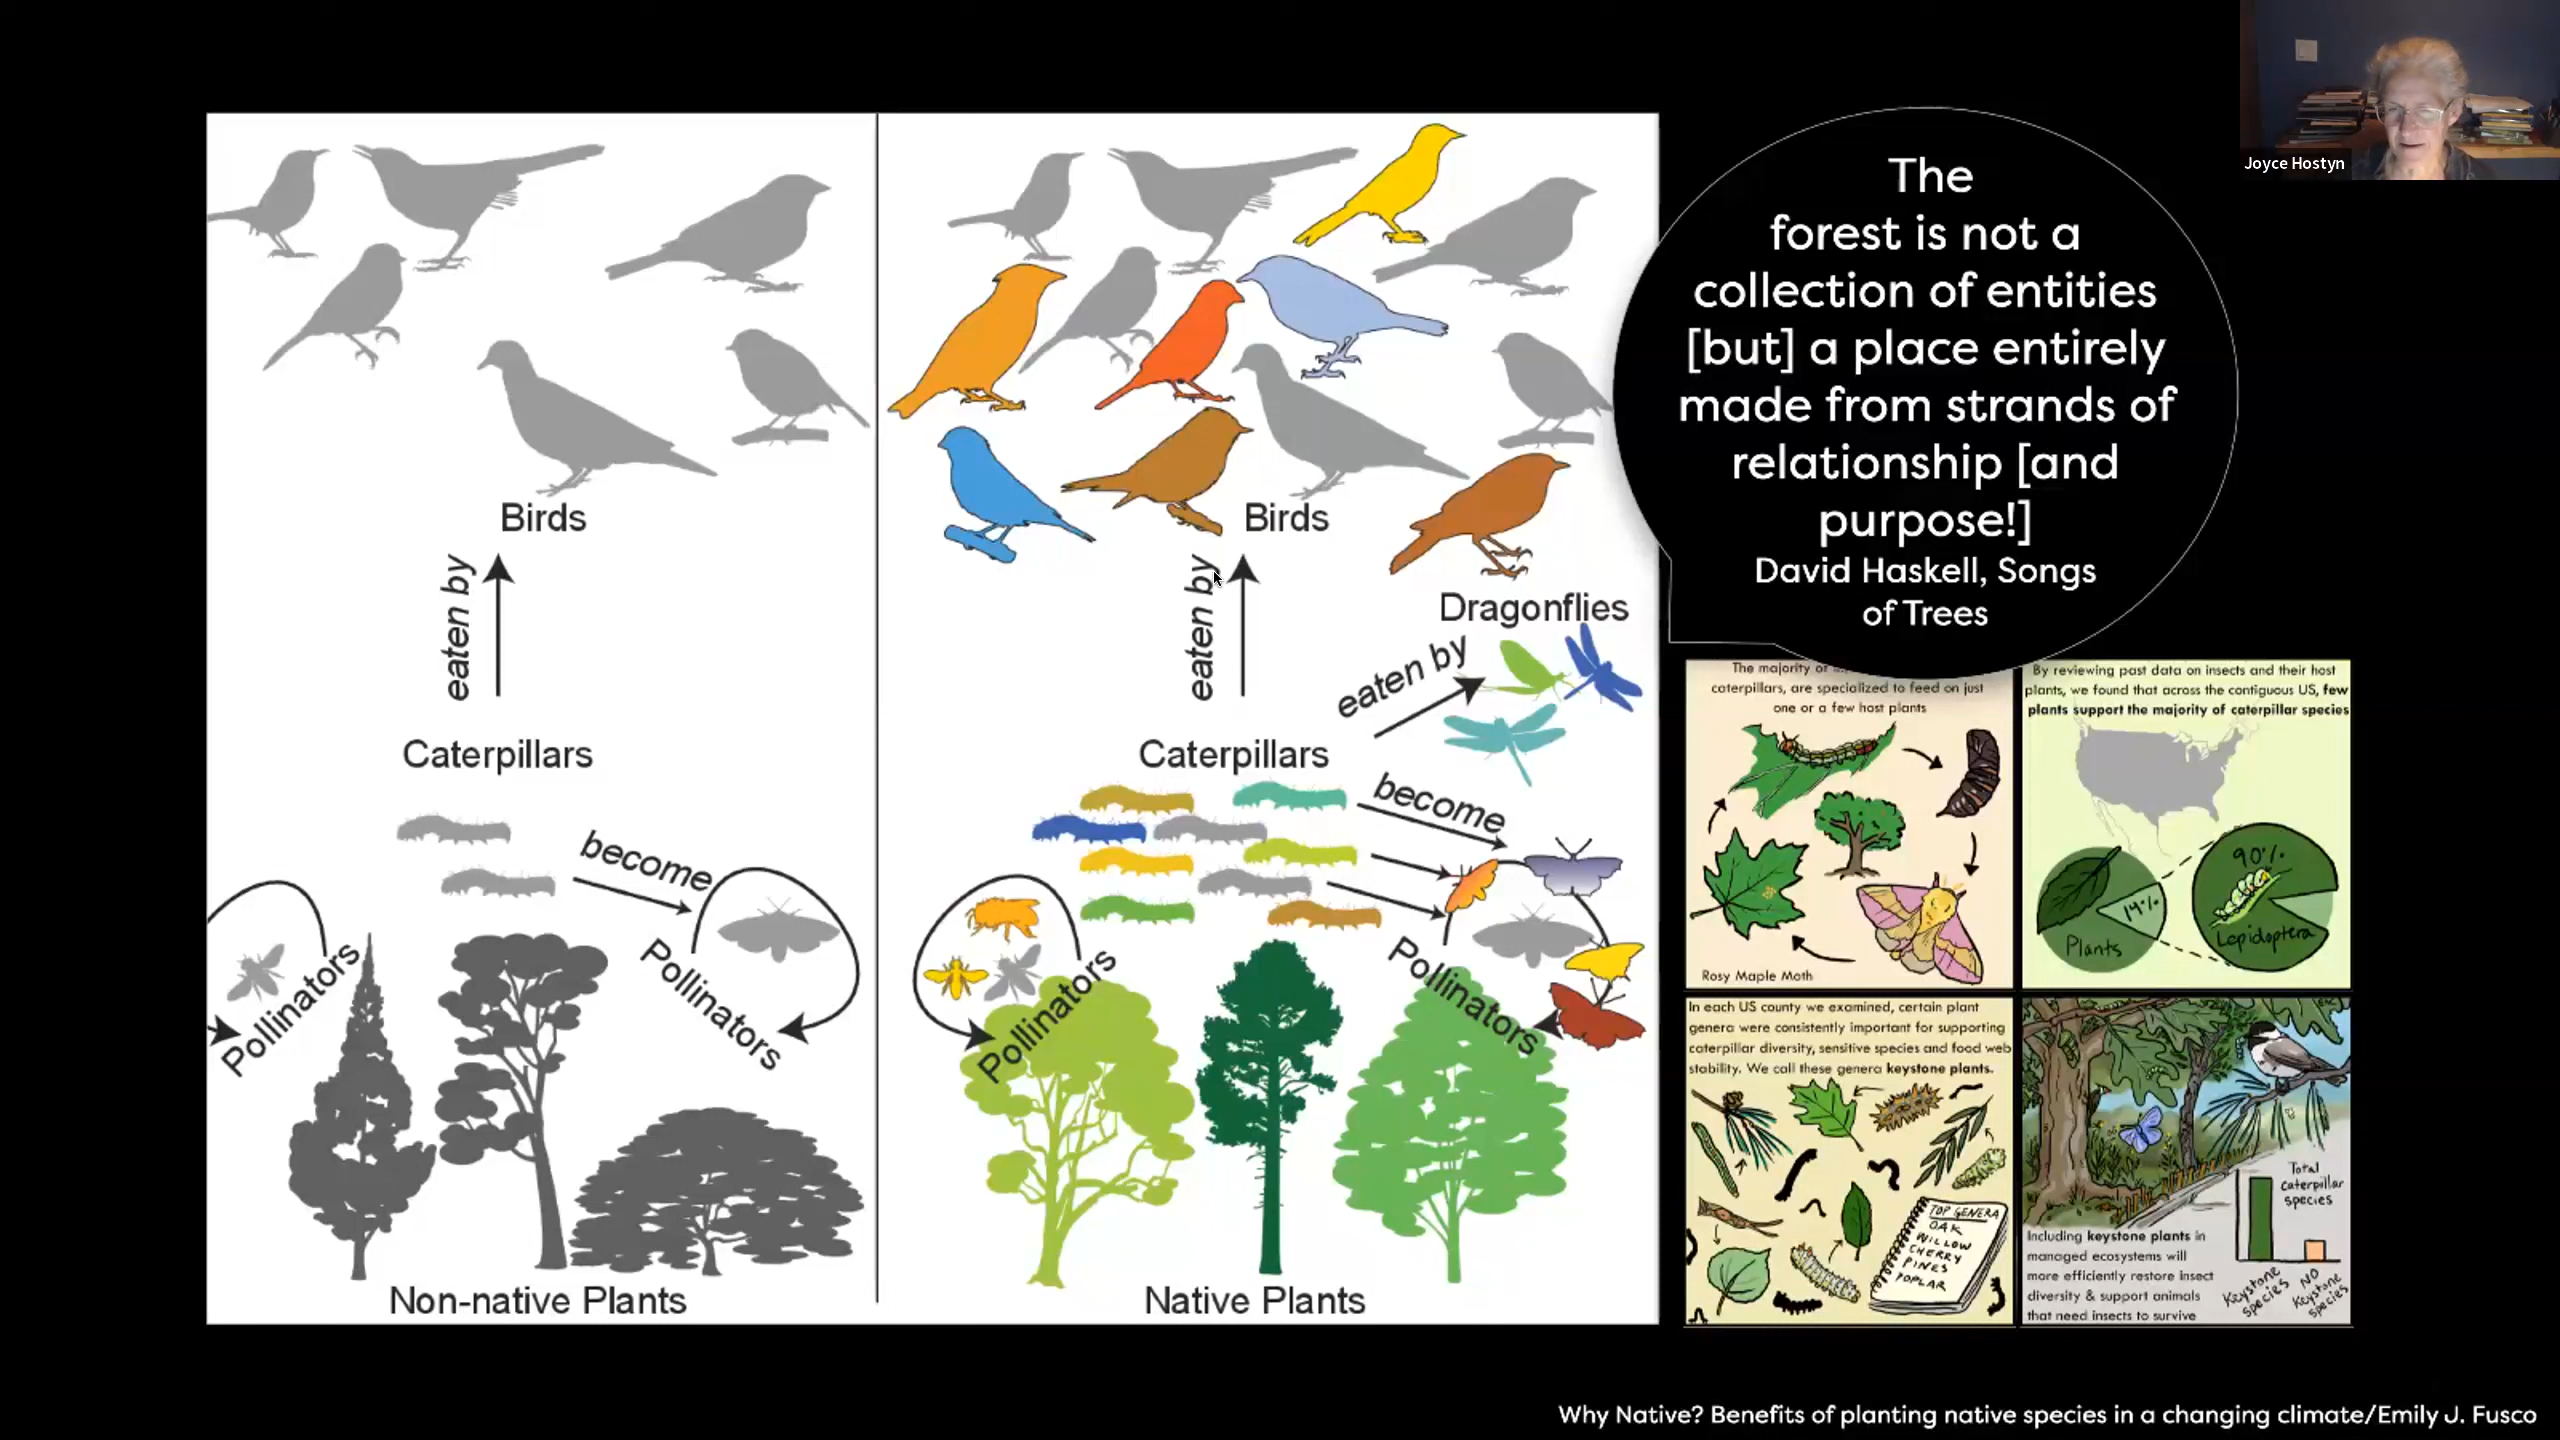 Birds
eaten by
Caterpillars
become
Pollinators
Pollinators
Non-native Plants
Birds
eaten by
Dragonflies
eaten by
Caterpillars
become
Pollinators
Pollinators
Native Plants
The
forest is not a
collection of entities
[but] a place entirely
made from strands of
relationship [and
purpose!]
David Haskell, Songs
of Trees
Joyce Hostyn
The majority of
caterpillars, are specialized to feed on just
one or a few host plants
Rosy Maple Moth
By reviewing past data on insects and their host
plants, we found that across the contiguous US, few
plants support the majority of caterpillar species
14%
Plants
90%
Lepidoptera
In each US county we examined, certain plant
genera were consistently important for supporting
caterpillar diversity, sensitive species and food web
stability. We call these genera keystone plants.
TOP GENERA
OAK
WILLOW
CHERRY
PINES
POPLAR
Total
caterpillar
species
Including keystone plants in
managed ecosystems will
more efficiently restore insect
diversity & support animals
that need insects to survive
Keystone
species
NO
Keystone
species
Why Native? Benefits of planting native species in a changing climate/Emily J. Fusco